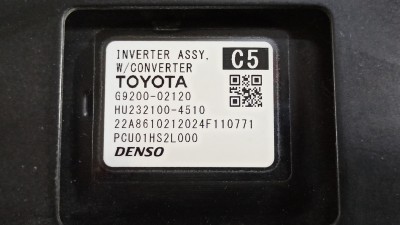 INVERTER ASSY.
W/CONVERTER
C5
TOYOTA
G9200-02120
HU232100-4510
22A8610212024F110771
PCU01HS2L000
DENSO